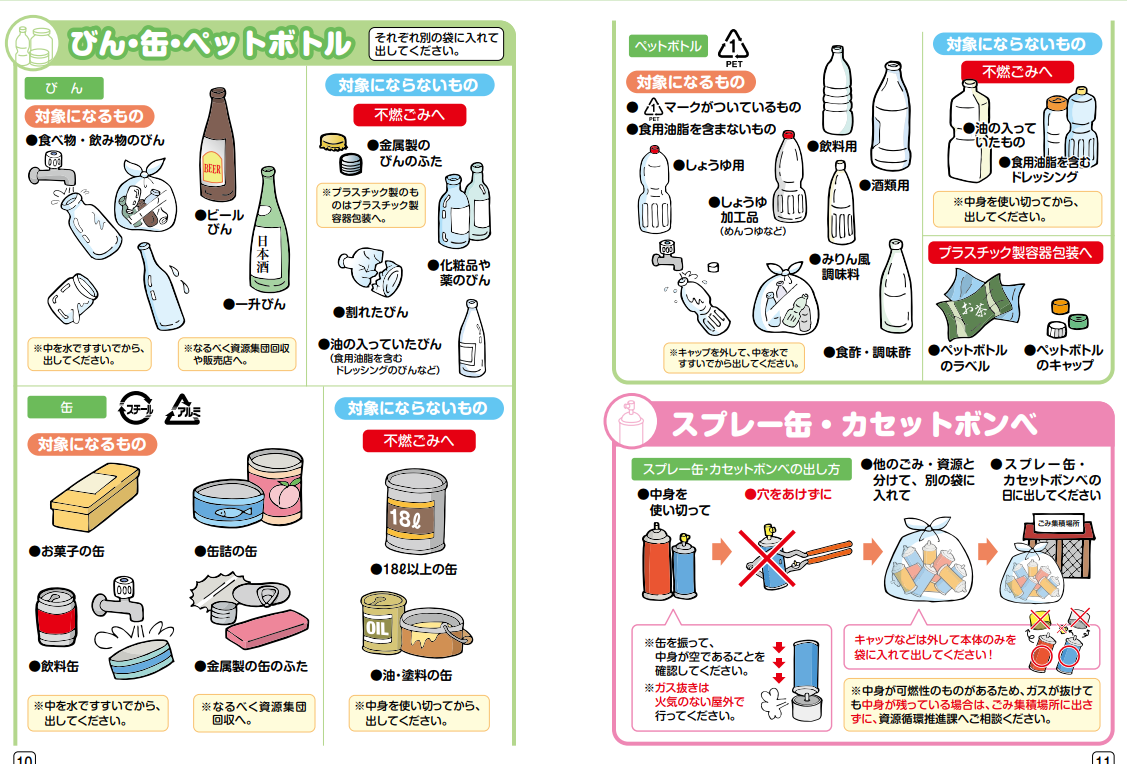 びん・缶・ペットボトル
それぞれ別の袋に入れて
出してください。
びん
対象になるもの
●食べ物・飲み物のびん
BEER
●ビール
びん
日本酒
●一升びん
※中を水ですすいでから、
出してください。
※なるべく資源集団回収
や販売店へ。
対象にならないもの
不燃ごみへ
●金属製の
びんのふた
※プラスチック製のも
のはプラスチック製
容器包装へ。
●化粧品や
薬のびん
●割れたびん
●油の入っていたびん
(食用油脂を含む
ドレッシングのびんなど)
缶
スチール
アルミ
対象になるもの
●お菓子の缶
●缶詰の缶
●飲料缶
●金属製の缶のふた
※中を水ですすいでから、
出してください。
※なるべく資源集団
回収へ。
対象にならないもの
不燃ごみへ
18ℓ
●18ℓ以上の缶
OIL
●油・塗料の缶
※中身を使い切ってから、
出してください。
10
ペットボトル
1
PET
対象になるもの
● 1 PET マークがついているもの
●食用油脂を含まないもの
●飲料用
●しょうゆ用
●酒類用
●しょうゆ
加工品
(めんつゆなど)
●みりん風
調味料
●食酢・調味酢
※キャップを外して、中を水で
すすいでから出してください。
対象にならないもの
不燃ごみへ
●油の入って
いたもの
●食用油脂を含む
ドレッシング
※中身を使い切ってから、
出してください。
プラスチック製容器包装へ
お茶
●ペットボトル
のラベル
●ペットボトル
のキャップ
スプレー缶・カセットボンベ
スプレー缶・カセットボンベの出し方
●中身を
使い切って
●穴をあけずに
●他のごみ・資源と
分けて、別の袋に
入れて
●スプレー缶・
カセットボンベの
日に出してください
ごみ集積場所
※缶を振って、
中身が空であることを
確認してください。
※ガス抜きは
火気のない屋外で
行ってください。
キャップなどは外して本体のみを
袋に入れて出してください！
※中身が可燃性のものがあるため、ガスが抜けて
も中身が残っている場合は、ごみ集積場所に出さ
ずに、資源循環推進課へご相談ください。
11